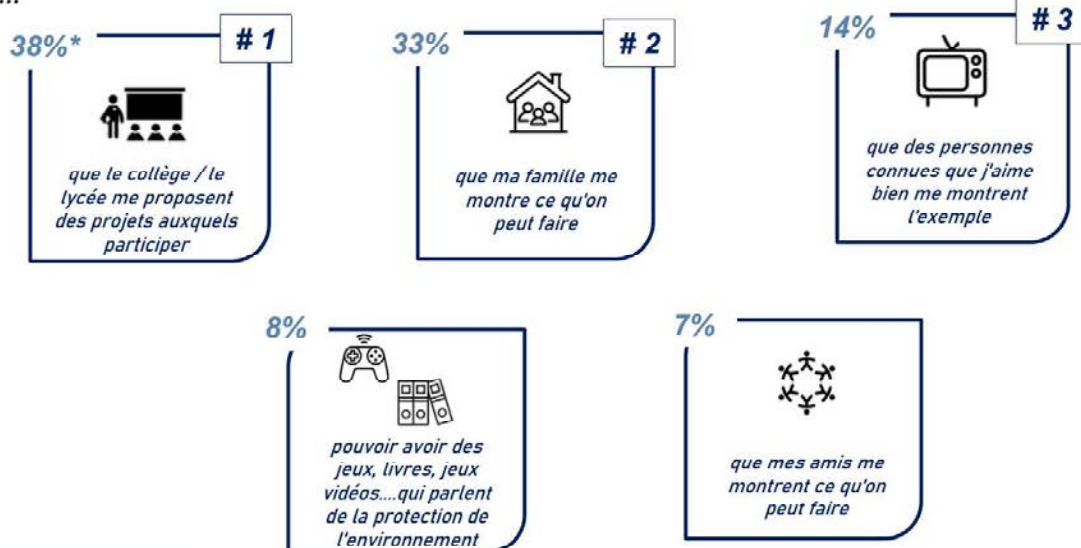 ...
38%*
# 1
que le collège / le
lycée me proposent
des projets auxquels
participer
33%
# 2
que ma famille me
montre ce qu'on
peut faire
14%
# 3
que des personnes
connues que j'aime
bien me montrent
l'exemple
8%
pouvoir avoir des
jeux, livres, jeux
vidéos....qui parlent
de la protection de
l'environnement
7%
que mes amis me
montrent ce qu'on
peut faire